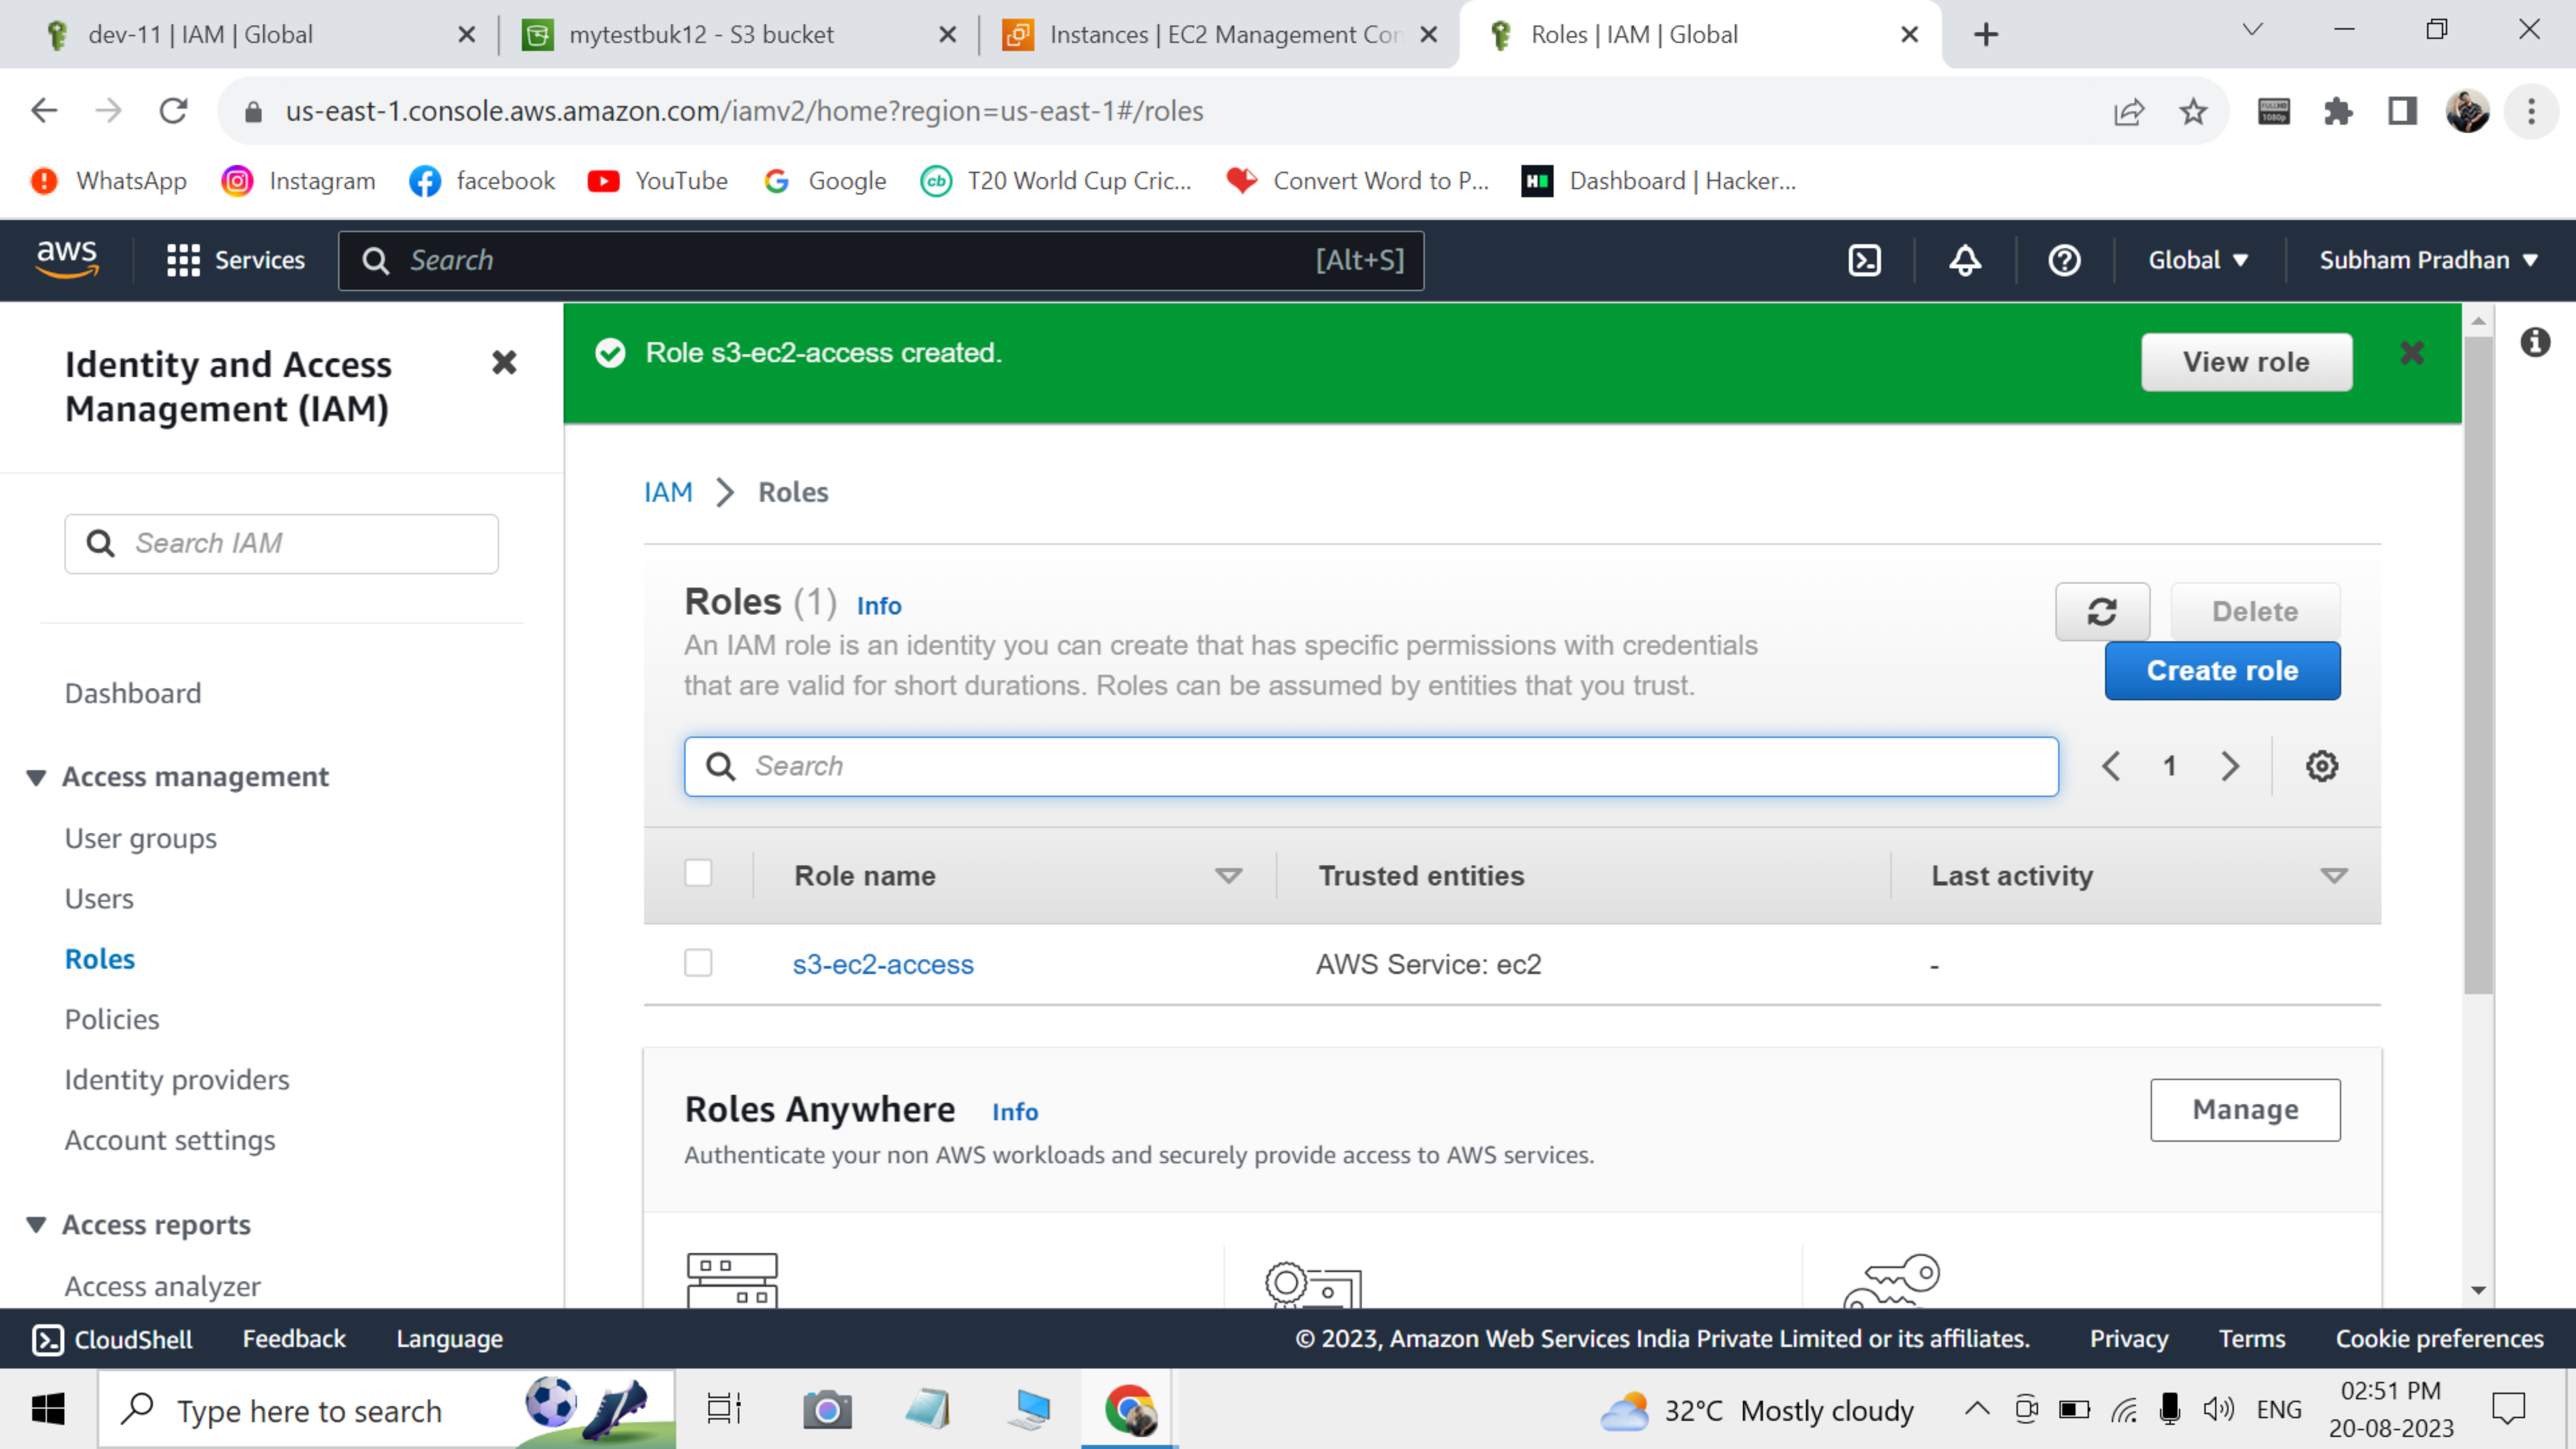 dev-11 | IAM | Global
mytestbuk12 - S3 bucket
Instances | EC2 Management Con
Roles | IAM | Global
us-east-1.console.aws.amazon.com/iamv2/home?region=us-east-1#/roles
FULLHD
1080p
WhatsApp
Instagram
facebook
YouTube
Google
cb T20 World Cup Cric...
Convert Word to P...
H Dashboard | Hacker...
aws
Services
Search
[Alt+S]
Global
Subham Pradhan
Identity and Access
Management (IAM)
Search IAM
Dashboard
Access management
User groups
Users
Roles
Policies
Identity providers
Account settings
Access reports
Access analyzer
Role s3-ec2-access created.
View role
IAM > Roles
Roles (1) Info
An IAM role is an identity you can create that has specific permissions with credentials
that are valid for short durations. Roles can be assumed by entities that you trust.
Delete
Create role
Search
1
Role name
Trusted entities
Last activity
s3-ec2-access
AWS Service: ec2
-
Roles Anywhere Info
Authenticate your non AWS workloads and securely provide access to AWS services.
Manage
CloudShell
Feedback
Language
© 2023, Amazon Web Services India Private Limited or its affiliates.
Privacy
Terms
Cookie preferences
Type here to search
32°C Mostly cloudy
ENG
02:51 PM
20-08-2023